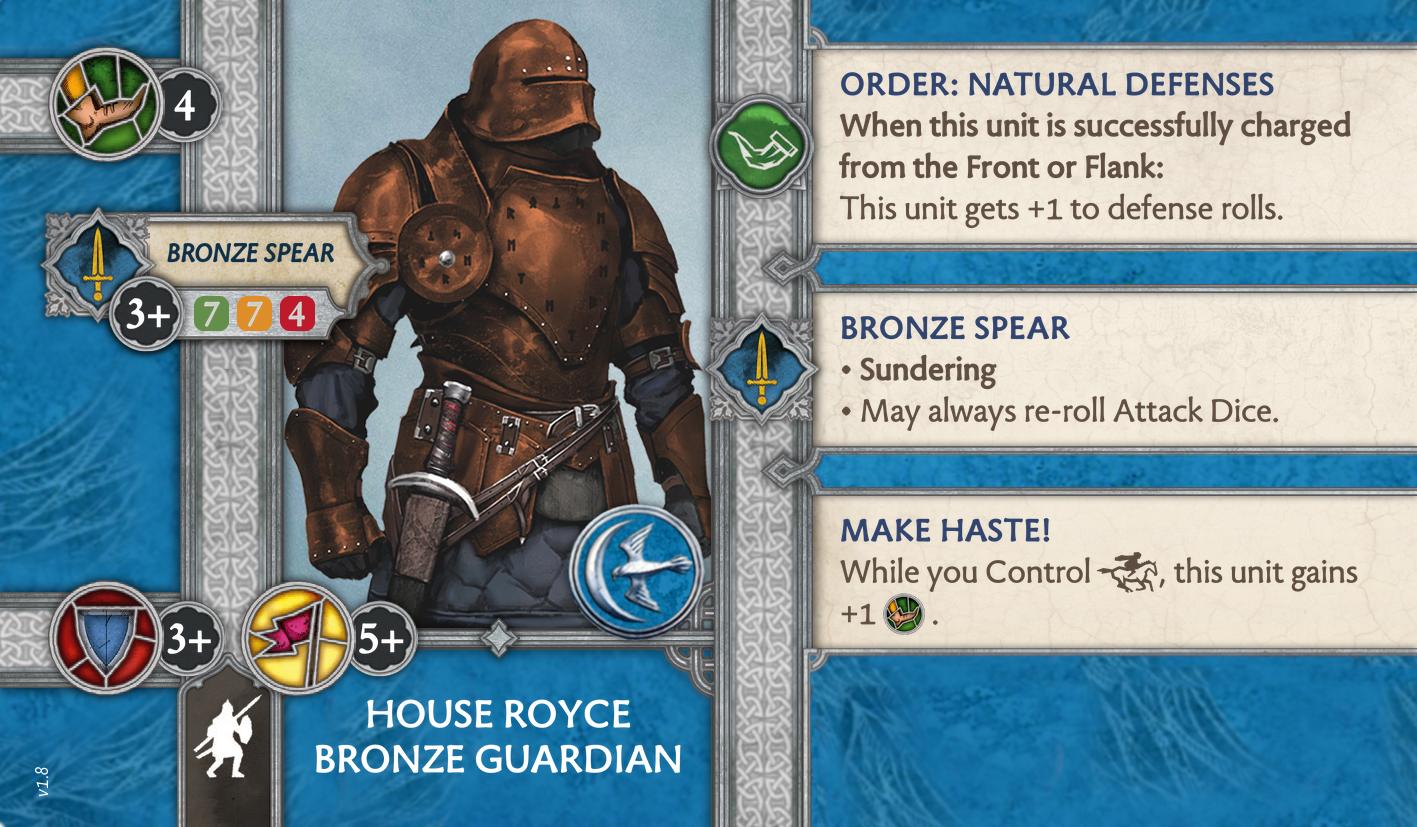 4
BRONZE SPEAR
3+ 7 7 4
3+ 5+
HOUSE ROYCE
BRONZE GUARDIAN
v1.8
ORDER: NATURAL DEFENSES
When this unit is successfully charged
from the Front or Flank:
This unit gets +1 to defense rolls.
BRONZE SPEAR
• Sundering
• May always re-roll Attack Dice.
MAKE HASTE!
While you Control , this unit gains
+1 .